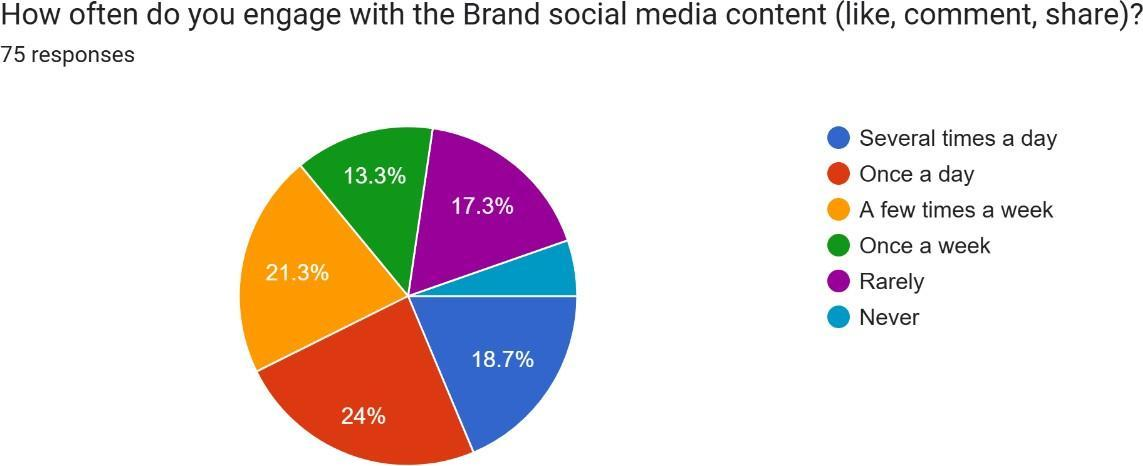 How often do you engage with the Brand social media content (like, comment, share)?
75 responses
13.3%
17.3%
21.3%
18.7%
24%
Several times a day
Once a day
A few times a week
Once a week
Rarely
Never